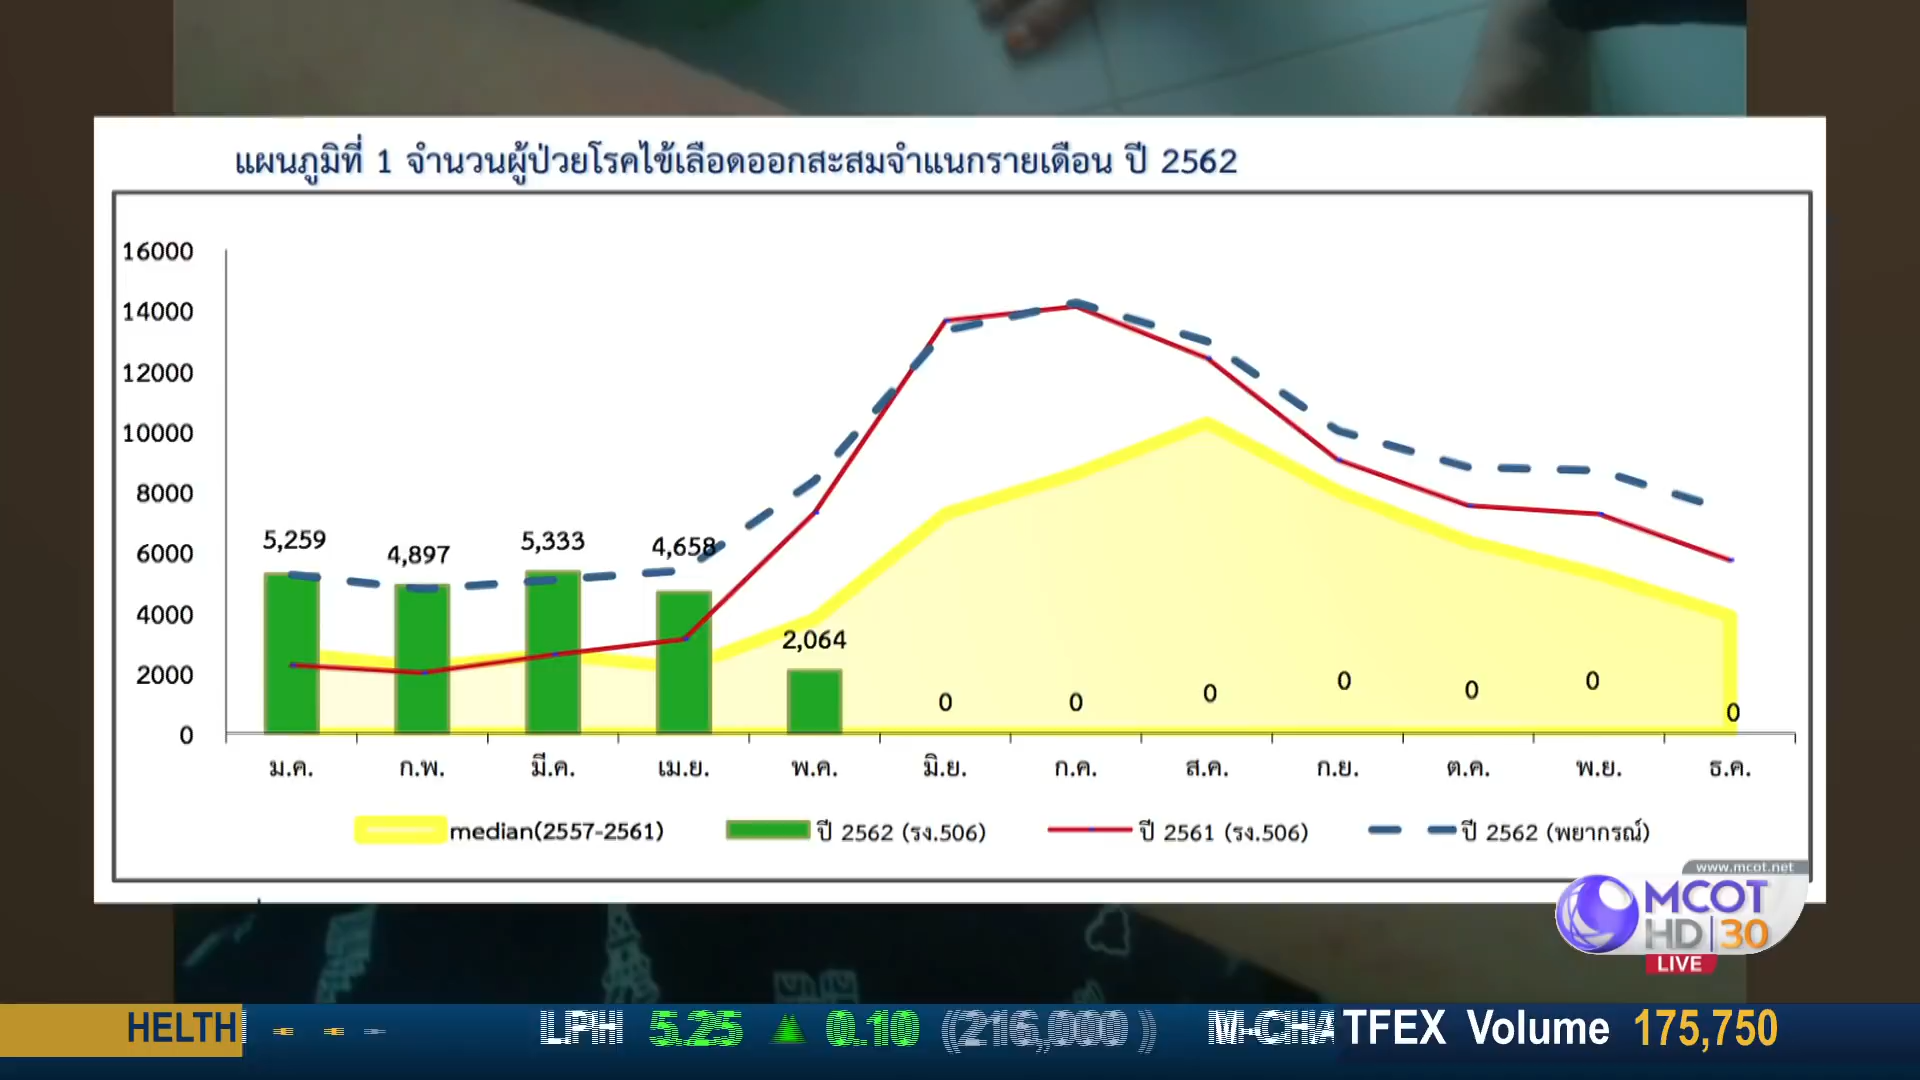 แผนภูมิที่ 1 จำนวนผู้ป่วยโรคไข้เลือดออกสะสมจำแนกรายเดือน ปี 2562
16000
14000
12000
10000
8000
6000
4000
2000
0
5,259
4,897
5,333
4,658
2,064
0
0
0
0
0
0
0
ม.ค.
ก.พ.
มี.ค.
เม.ย.
พ.ค.
มิ.ย.
ก.ค.
ส.ค.
ก.ย.
ต.ค.
พ.ย.
ธ.ค.
median(2557-2561)
ปี 2562 (รง.506)
ปี 2561 (รง.506)
ปี 2562 (พยากรณ์)
www.mcot.net
MCOT
HD 30
LIVE
HELTH
LPH 5.25 ▲ 0.10 (216,000)
M-CHA
TFEX Volume 175,750